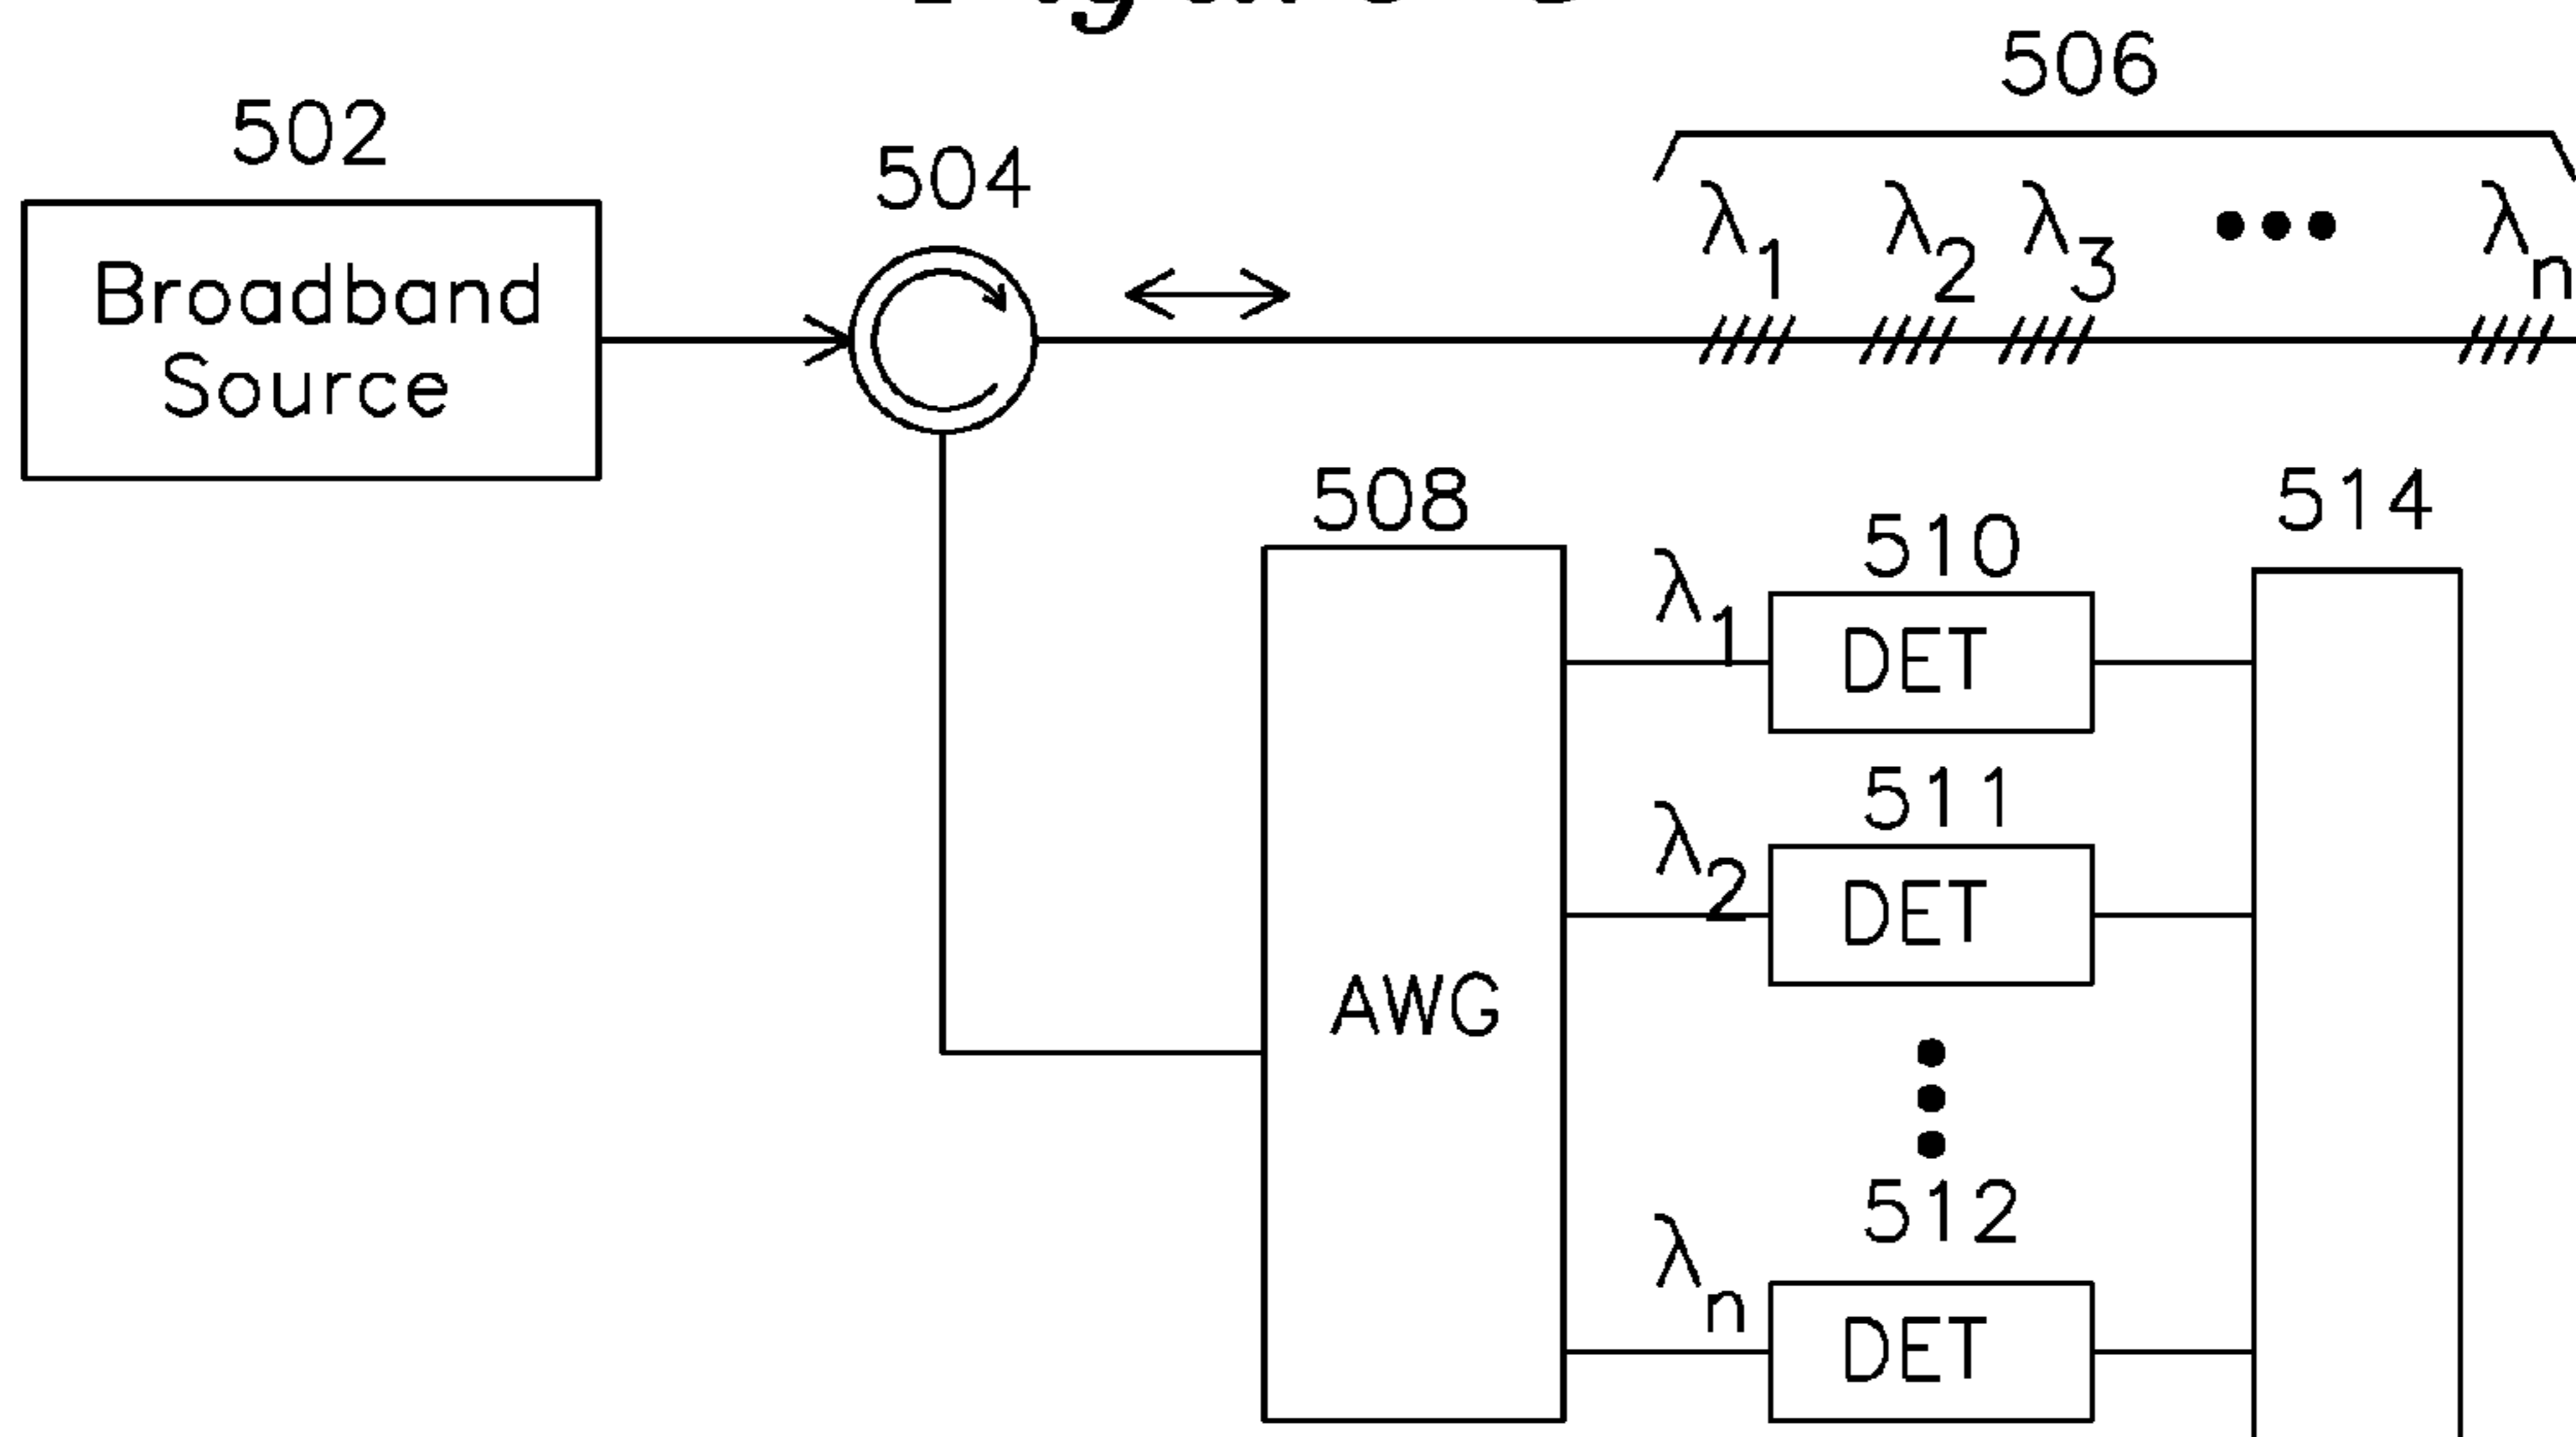 506
502
504
λ1 λ2 λ3 ••• λn
Broadband
Source
508
514
510
λ1
DET
511
λ2
DET
AWG
512
λn
DET